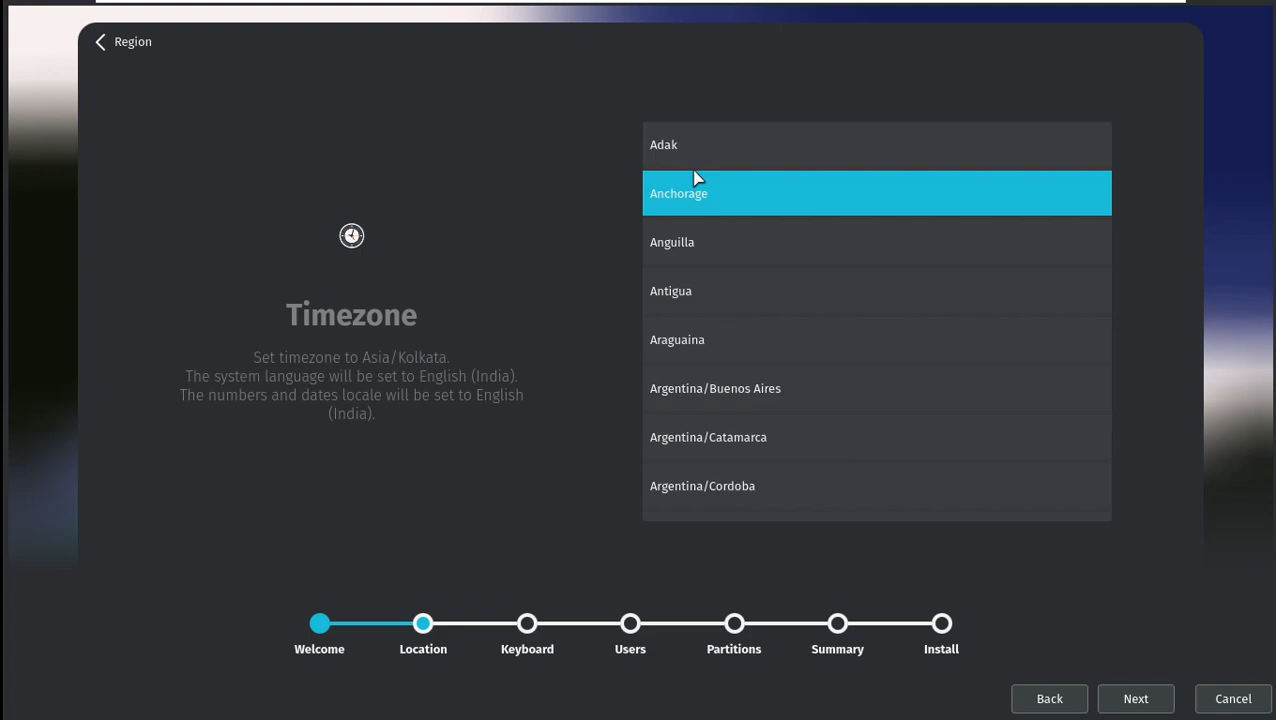 Region
Adak
Anchorage
Anguilla
Antigua
Araguaina
Argentina/Buenos Aires
Argentina/Catamarca
Argentina/Cordoba
Timezone
Set timezone to Asia/Kolkata.
The system language will be set to English (India).
The numbers and dates locale will be set to English
(India).
Welcome
Location
Keyboard
Users
Partitions
Summary
Install
Back
Next
Cancel